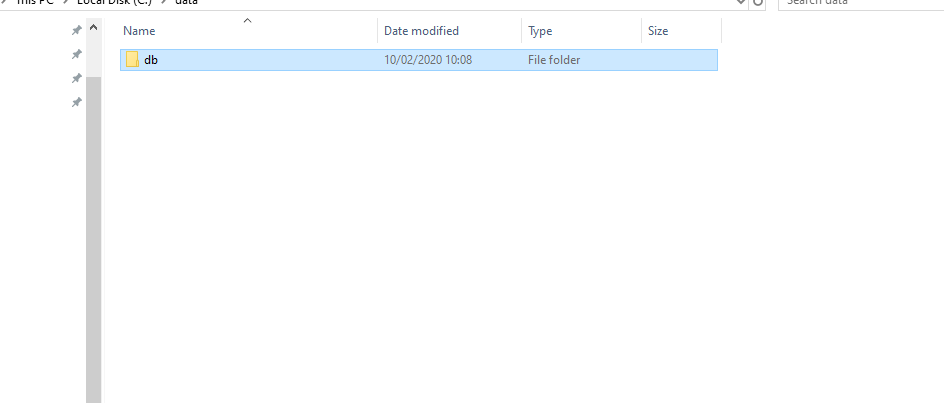 This PC > Local Disk (C:) > data
Search data
Name Date modified Type Size
db 10/02/2020 10:08 File folder